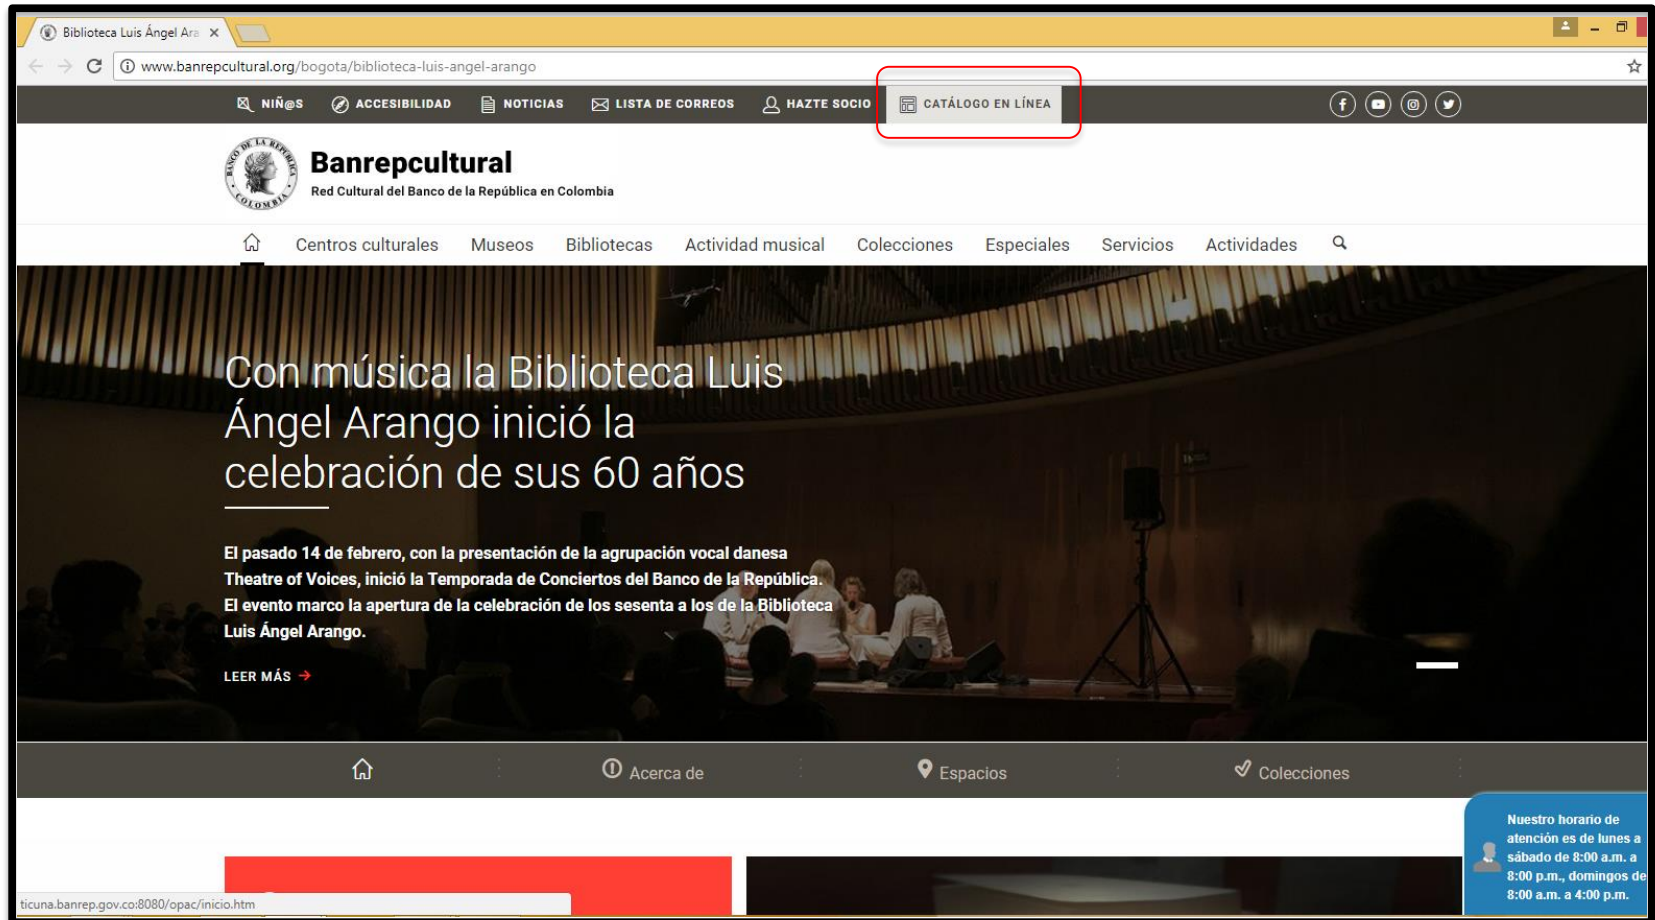 Biblioteca Luis Ángel Ara
www.banrepcultural.org/bogota/biblioteca-luis-angel-arango
NIÑ@S ACCESIBILIDAD NOTICIAS LISTA DE CORREOS HAZTE SOCIO CATÁLOGO EN LÍNEA
BANCO DE LA REPÚBLICA COLOMBIA
Banrepcultural
Red Cultural del Banco de la República en Colombia
Centros culturales Museos Bibliotecas Actividad musical Colecciones Especiales Servicios Actividades
Con música la Biblioteca Luis
Ángel Arango inició la
celebración de sus 60 años
El pasado 14 de febrero, con la presentación de la agrupación vocal danesa
Theatre of Voices, inició la Temporada de Conciertos del Banco de la República.
El evento marco la apertura de la celebración de los sesenta a los de la Biblioteca
Luis Ángel Arango.
LEER MÁS
Acerca de Espacios Colecciones
Nuestro horario de
atención es de lunes a
sábado de 8:00 a.m. a
8:00 p.m., domingos de
8:00 a.m. a 4:00 p.m.
ticuna.banrep.gov.co:8080/opac/inicio.htm